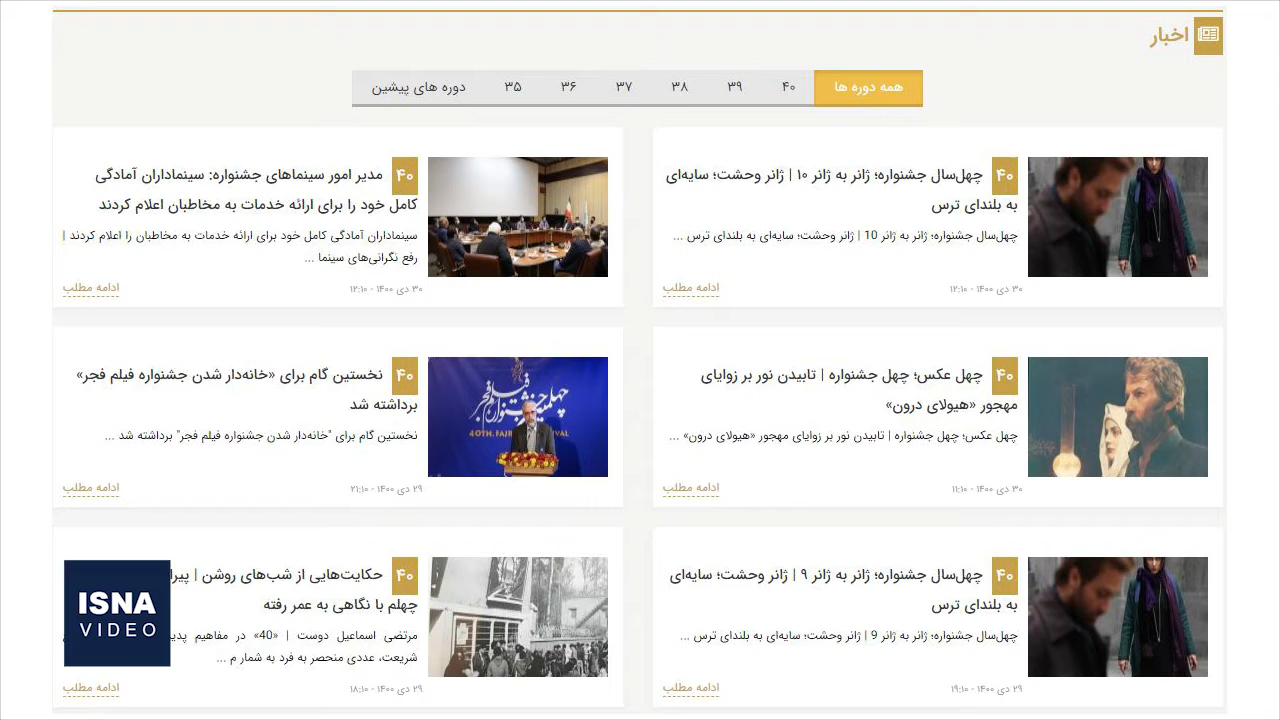 اخبار
همه دوره ها ۴۰ ۳۹ ۳۸ ۳۷ ۳۶ ۳۵ دوره های پیشین
۴۰ چهل‌سال جشنواره؛ ژانر به ژانر ۱۰ | ژانر وحشت؛ سایه‌ای
به بلندای ترس
چهل‌سال جشنواره؛ ژانر به ژانر 10 | ژانر وحشت؛ سایه‌ای به بلندای ترس ...
۳۰ دی ۱۴۰۰ - ۱۲:۱۰
ادامه مطلب
۴۰ مدیر امور سینماهای جشنواره: سینماداران آمادگی
کامل خود را برای ارائه خدمات به مخاطبان اعلام کردند
سینماداران آمادگی کامل خود برای ارائه خدمات به مخاطبان را اعلام کردند |
رفع نگرانی‌های سینما ...
۳۰ دی ۱۴۰۰ - ۱۲:۱۰
ادامه مطلب
۴۰ چهل عکس؛ چهل جشنواره | تابیدن نور بر زوایای
مهجور «هیولای درون»
چهل عکس؛ چهل جشنواره | تابیدن نور بر زوایای مهجور «هیولای درون» ...
۳۰ دی ۱۴۰۰ - ۱۱:۱۰
ادامه مطلب
۴۰ نخستین گام برای «خانه‌دار شدن جشنواره فیلم فجر»
برداشته شد
نخستین گام برای "خانه‌دار شدن جشنواره فیلم فجر" برداشته شد ...
۲۹ دی ۱۴۰۰ - ۲۱:۱۰
ادامه مطلب
چهلمین جشنواره فیلم فجر
40TH. FAJR
۴۰ چهل‌سال جشنواره؛ ژانر به ژانر ۹ | ژانر وحشت؛ سایه‌ای
به بلندای ترس
چهل‌سال جشنواره؛ ژانر به ژانر 9 | ژانر وحشت؛ سایه‌ای به بلندای ترس ...
۲۹ دی ۱۴۰۰ - ۱۹:۱۰
ادامه مطلب
۴۰ حکایت‌هایی از شب‌های روشن |
چهلم با نگاهی به عمر رفته
مرتضی اسماعیل دوست | «40» در مفاهیم
شریعت، عددی منحصر به فرد به شمار م ...
۲۹ دی ۱۴۰۰ - ۱۸:۱۰
ادامه مطلب
ISNA
VIDEO